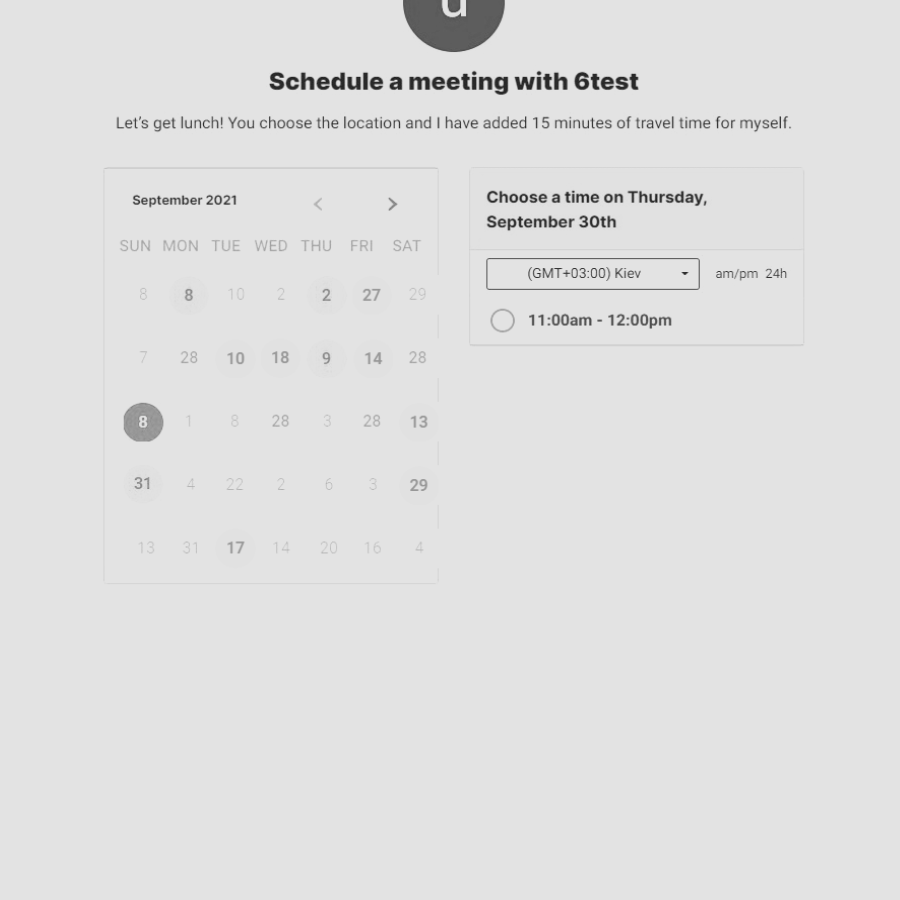 u
Schedule a meeting with 6test
Let's get lunch! You choose the location and I have added 15 minutes of travel time for myself.
September 2021
SUN MON TUE WED THU FRI SAT
8 8 10 2 2 27 29
7 28 10 18 9 14 28
8 1 8 28 3 28 13
31 4 22 2 6 3 29
13 31 17 14 20 16 4
Choose a time on Thursday,
September 30th
(GMT+03:00) Kiev am/pm 24h
11:00am - 12:00pm